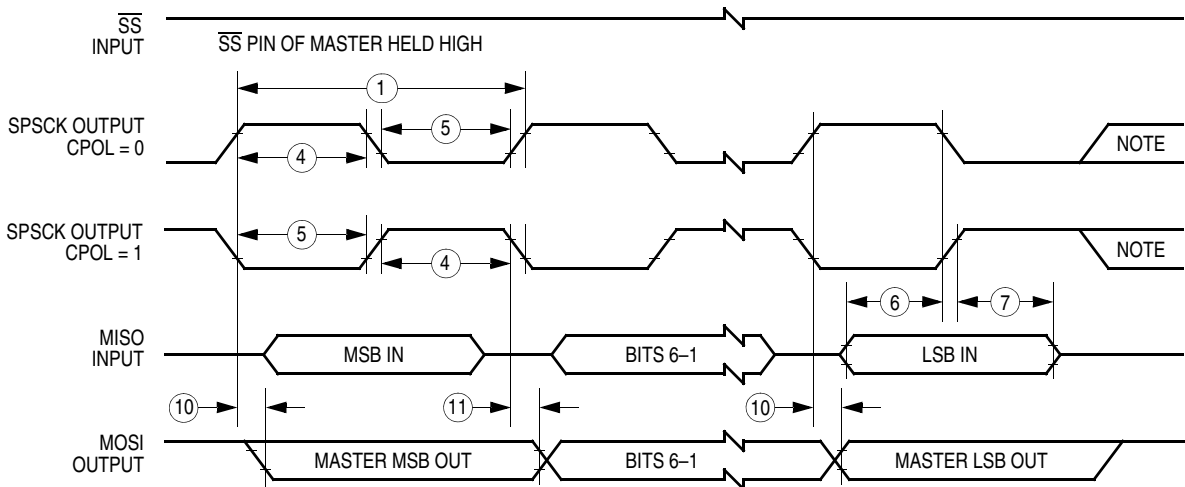 SS
INPUT
SS PIN OF MASTER HELD HIGH
1
SPSCK OUTPUT
CPOL = 0
5
4
NOTE
SPSCK OUTPUT
CPOL = 1
5
4
NOTE
6
7
MISO
INPUT
MSB IN
BITS 6–1
LSB IN
10
11
10
MOSI
OUTPUT
MASTER MSB OUT
BITS 6–1
MASTER LSB OUT